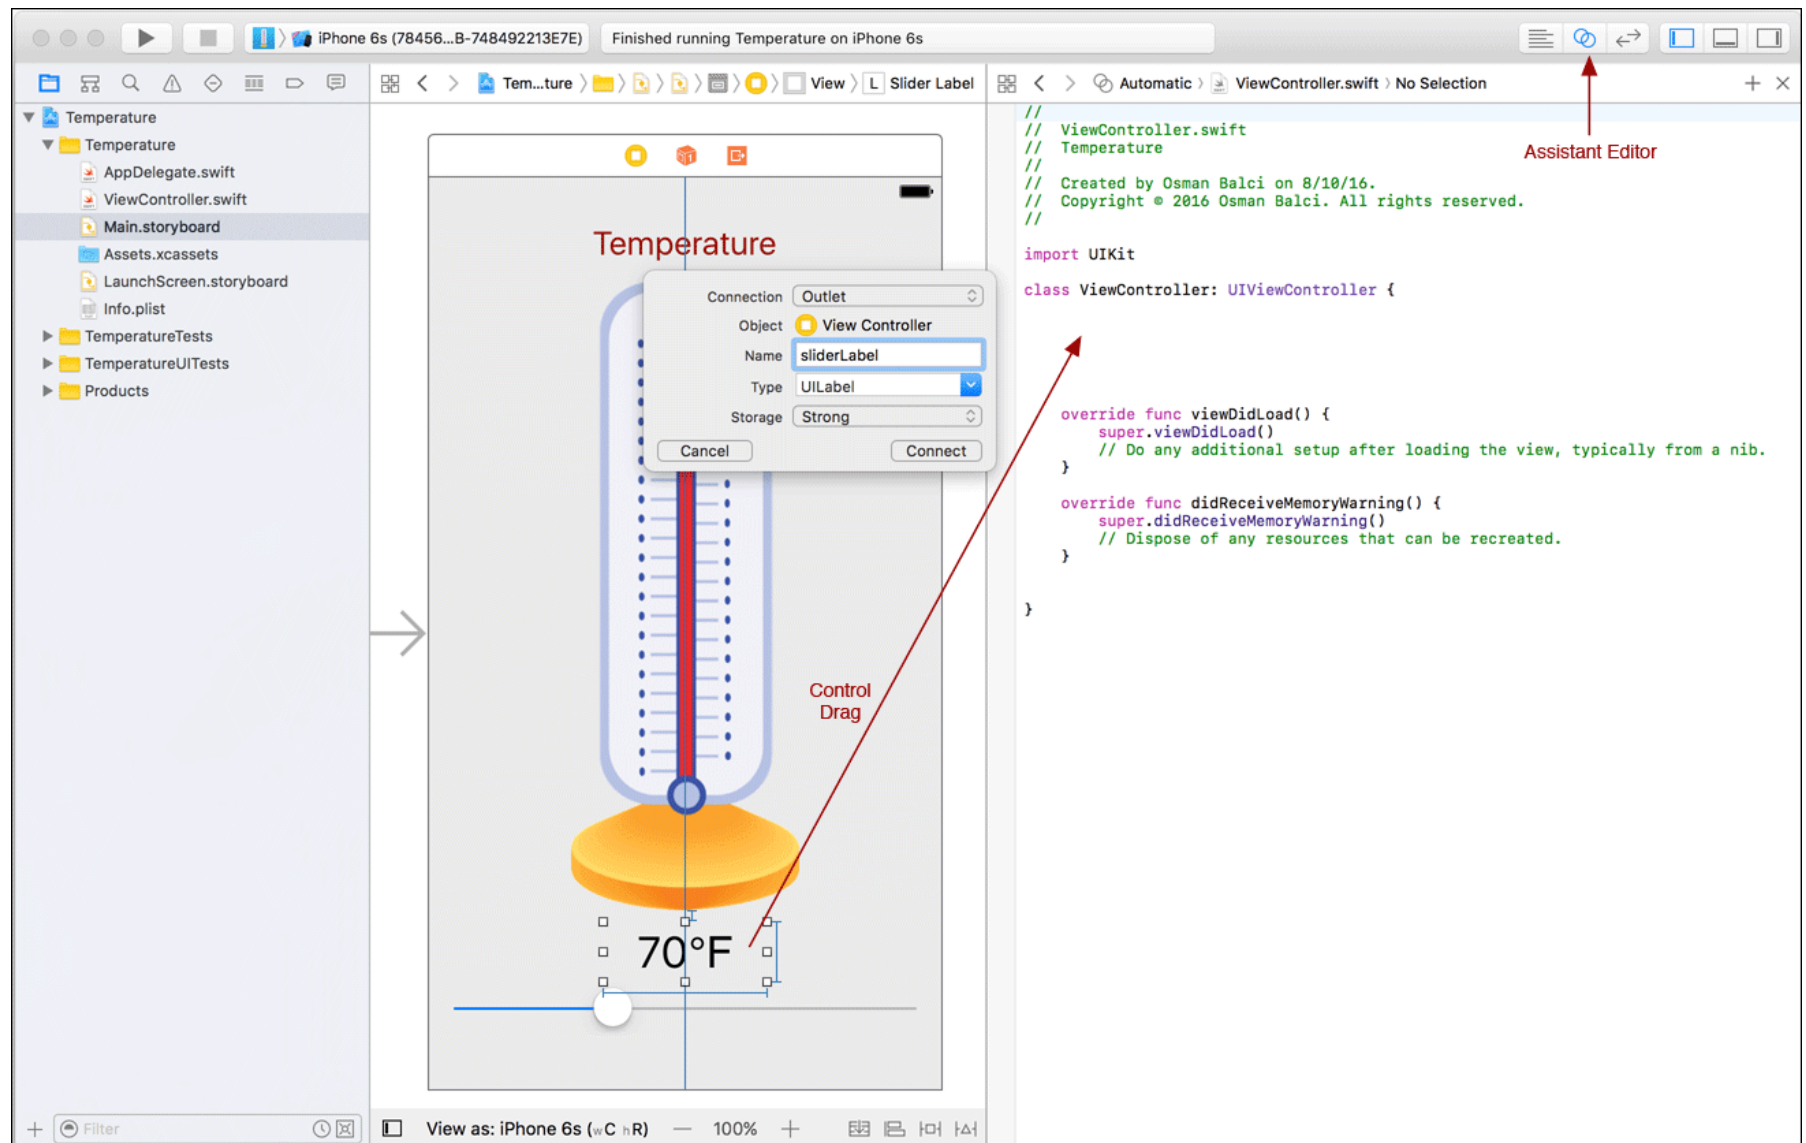 iPhone 6s (78456...B-748492213E7E)
Finished running Temperature on iPhone 6s
Tem...ture
View
L
Slider Label
Automatic
ViewController.swift
No Selection
Assistant Editor
Temperature
Temperature
AppDelegate.swift
ViewController.swift
Main.storyboard
Assets.xcassets
LaunchScreen.storyboard
Info.plist
TemperatureTests
TemperatureUITests
Products
Filter
Temperature
Connection
Outlet
Object
View Controller
Name
sliderLabel
Type
UILabel
Storage
Strong
Cancel
Connect
Control
Drag
70°F
View as: iPhone 6s (wC hR)
100%
//
//  ViewController.swift
//  Temperature
//
//  Created by Osman Balci on 8/10/16.
//  Copyright © 2016 Osman Balci. All rights reserved.
//
import UIKit
class ViewController: UIViewController {
    override func viewDidLoad() {
        super.viewDidLoad()
        // Do any additional setup after loading the view, typically from a nib.
    }
    override func didReceiveMemoryWarning() {
        super.didReceiveMemoryWarning()
        // Dispose of any resources that can be recreated.
    }
}